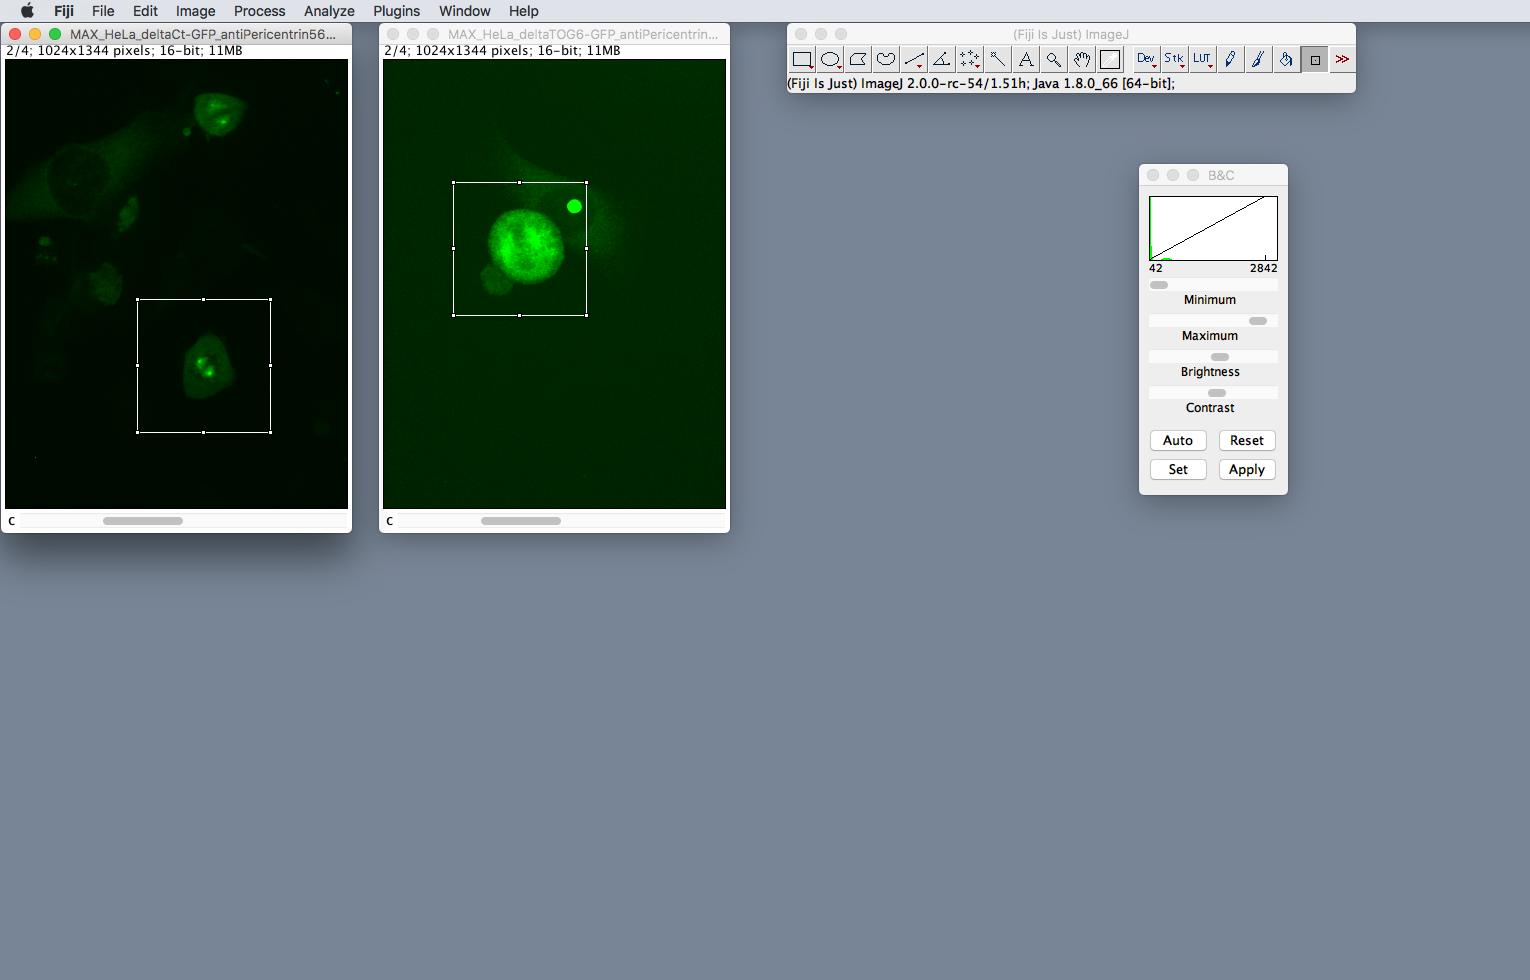 Fiji File Edit Image Process Analyze Plugins Window Help
MAX_HeLa_deltaCt-GFP_antiPericentrin56...
2/4; 1024x1344 pixels; 16-bit; 11MB
c
MAX_HeLa_deltaTOG6-GFP_antiPericentrin...
2/4; 1024x1344 pixels; 16-bit; 11MB
c
(Fiji Is Just) ImageJ
A Dev Stk LUT >>
(Fiji Is Just) ImageJ 2.0.0-rc-54/1.51h; Java 1.8.0_66 [64-bit];
B&C
42 2842
Minimum
Maximum
Brightness
Contrast
Auto Reset
Set Apply